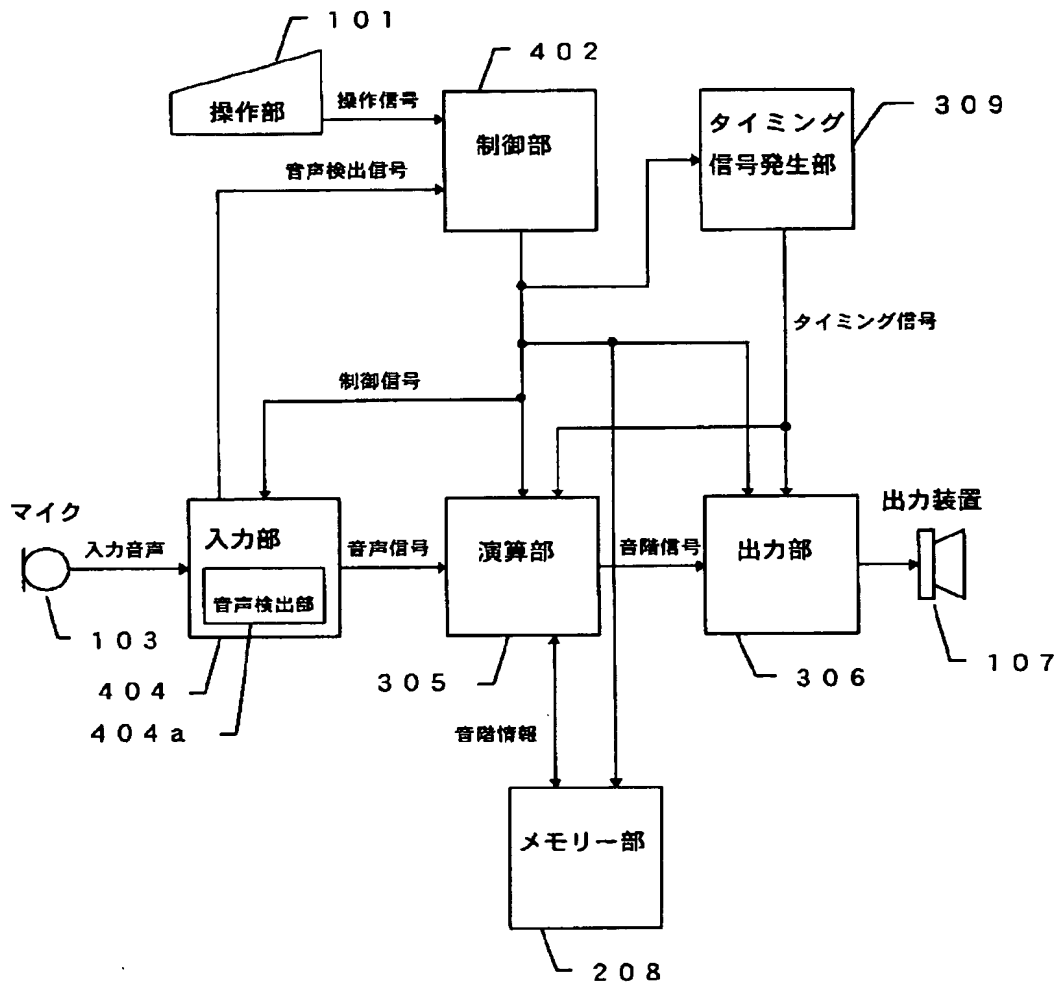 101
操作部
操作信号
402
制御部
タイミング
信号発生部
309
音声検出信号
タイミング信号
制御信号
マイク
入力音声
103
入力部
音声検出部
404
404a
音声信号
演算部
305
音階信号
出力部
306
出力装置
107
音階情報
メモリー部
208